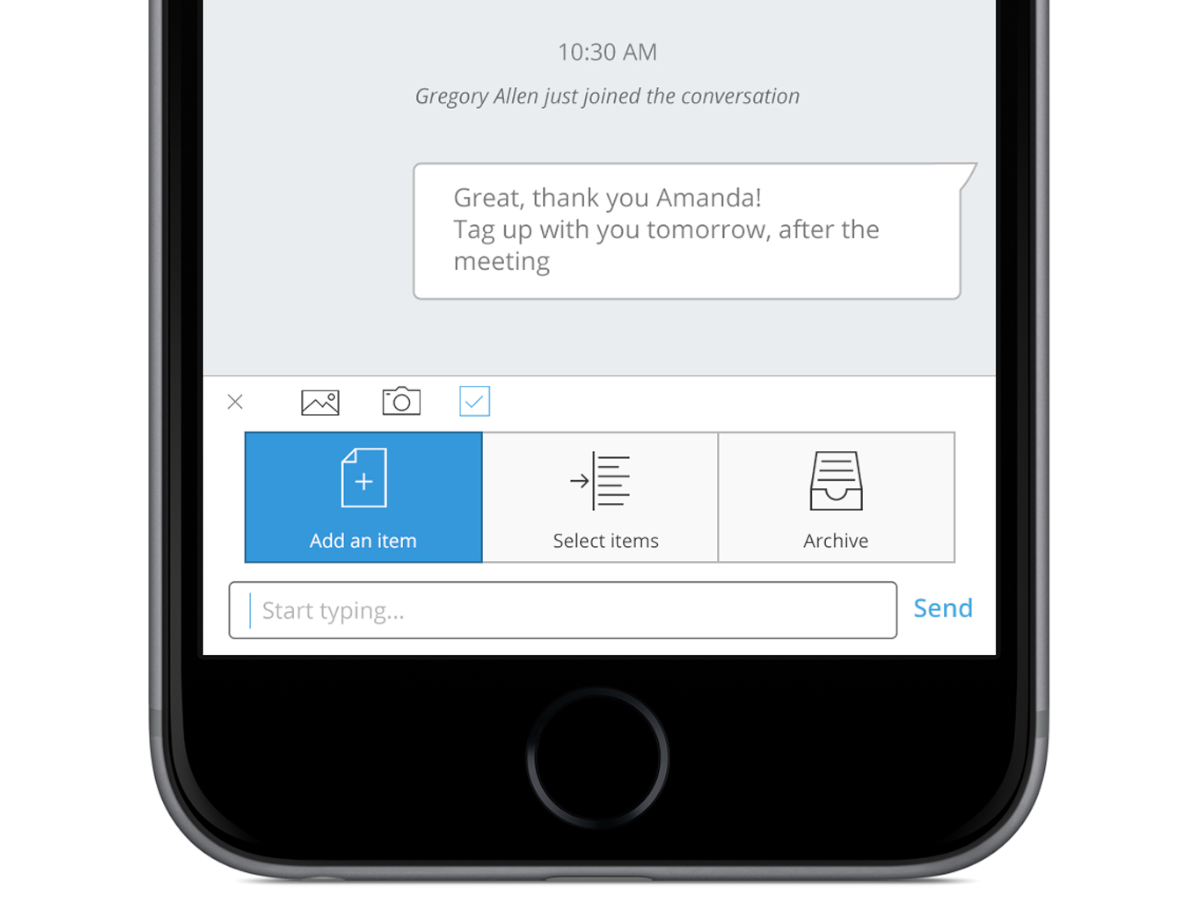 10:30 AM
Gregory Allen just joined the conversation
Great, thank you Amanda!
Tag up with you tomorrow, after the
meeting
Add an item
Select items
Archive
Start typing...
Send